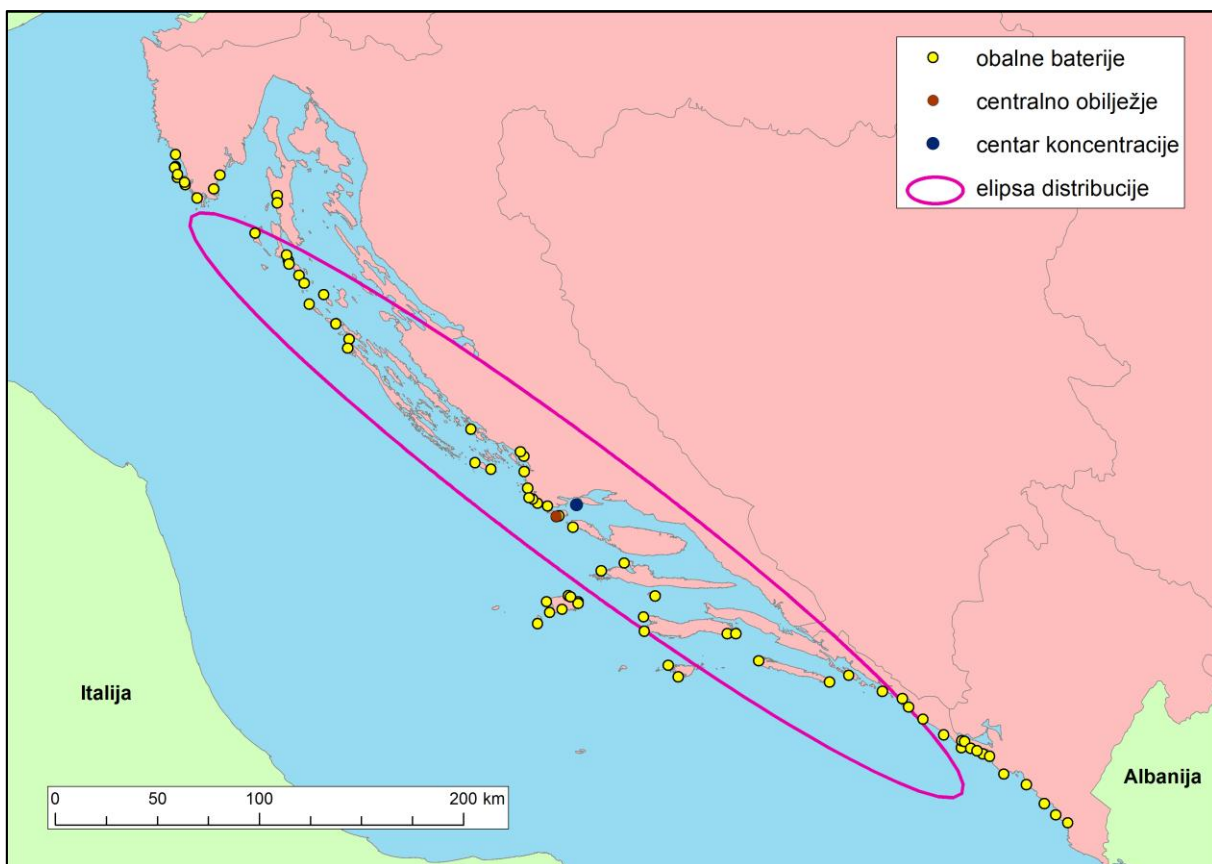 obalne baterije
centralno obilježje
centar koncentracije
elipsa distribucije
Italija
Albanija
0 50 100 200 km